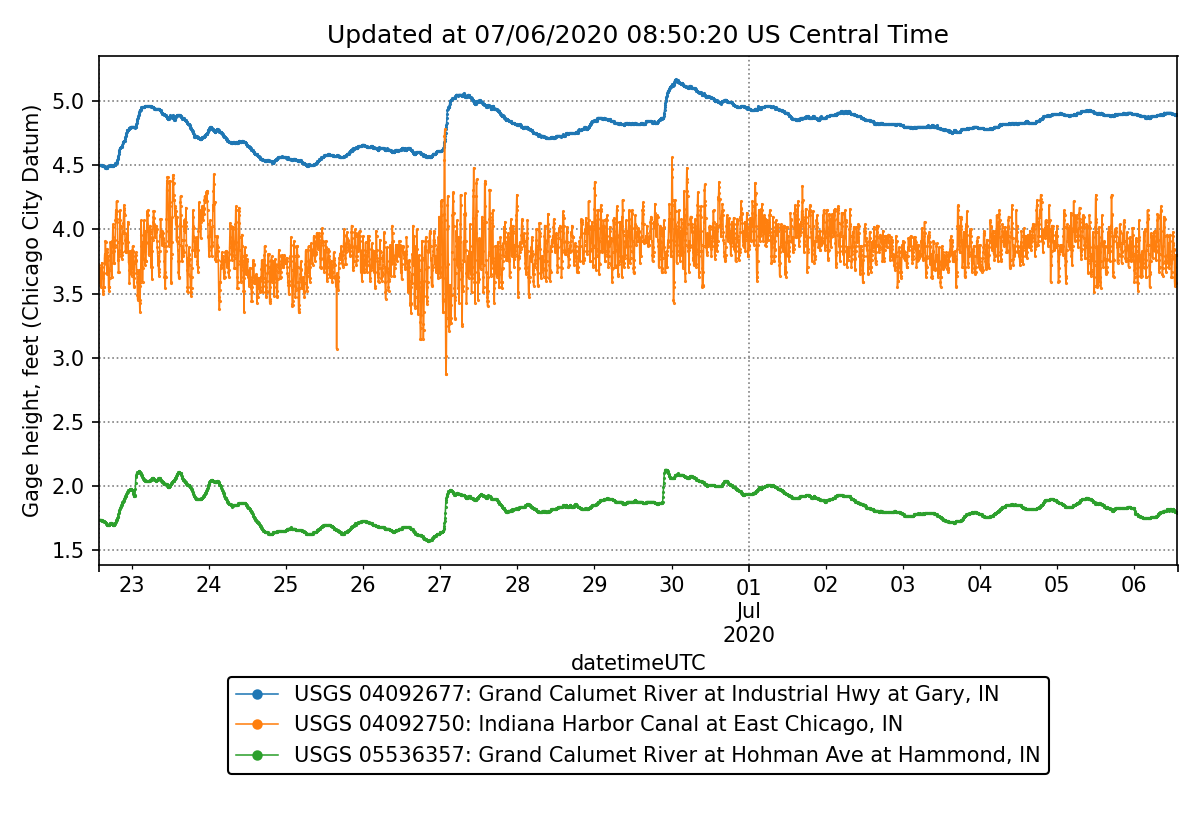 Updated at 07/06/2020 08:50:20 US Central Time
Gage height, feet (Chicago City Datum)
5.0
4.5
4.0
3.5
3.0
2.5
2.0
1.5
23 24 25 26 27 28 29 30 01 02 03 04 05 06
Jul
2020
datetimeUTC
USGS 04092677: Grand Calumet River at Industrial Hwy at Gary, IN
USGS 04092750: Indiana Harbor Canal at East Chicago, IN
USGS 05536357: Grand Calumet River at Hohman Ave at Hammond, IN